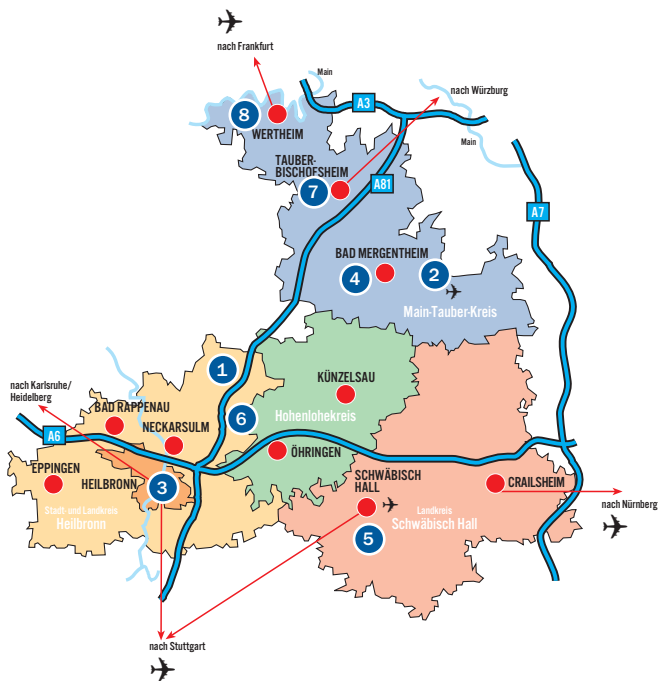 nach Frankfurt
Main
nach Würzburg
A3
8
WERTHEIM
Main
TAUBER-
BISCHOFSHEIM
7
A81
A7
BAD MERGENTHEIM
4
2
Main-Tauber-Kreis
1
nach Karlsruhe/
Heidelberg
KÜNZELSAU
BAD RAPPENAU
6
Hohenlohekreis
NECKARSULM
A6
ÖHRINGEN
EPPINGEN
HEILBRONN
3
SCHWÄBISCH
HALL
CRAILSHEIM
Stadt- und Landkreis
Heilbronn
Landkreis
Schwäbisch Hall
nach Nürnberg
5
nach Stuttgart